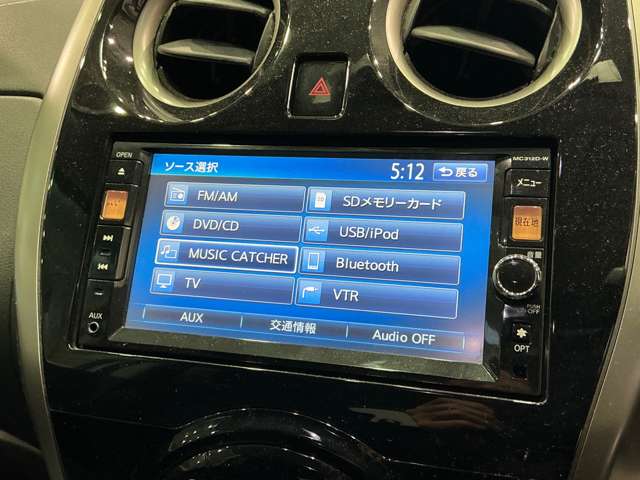 OPEN
MC312D-W
ソース選択
5:12
戻る
メニュー
FM/AM
SDメモリーカード
DVD/CD
USB/iPod
現在地
MUSIC CATCHER
Bluetooth
TV
VTR
AUX
AUX
交通情報
Audio OFF
PUSH
OFF
OPT